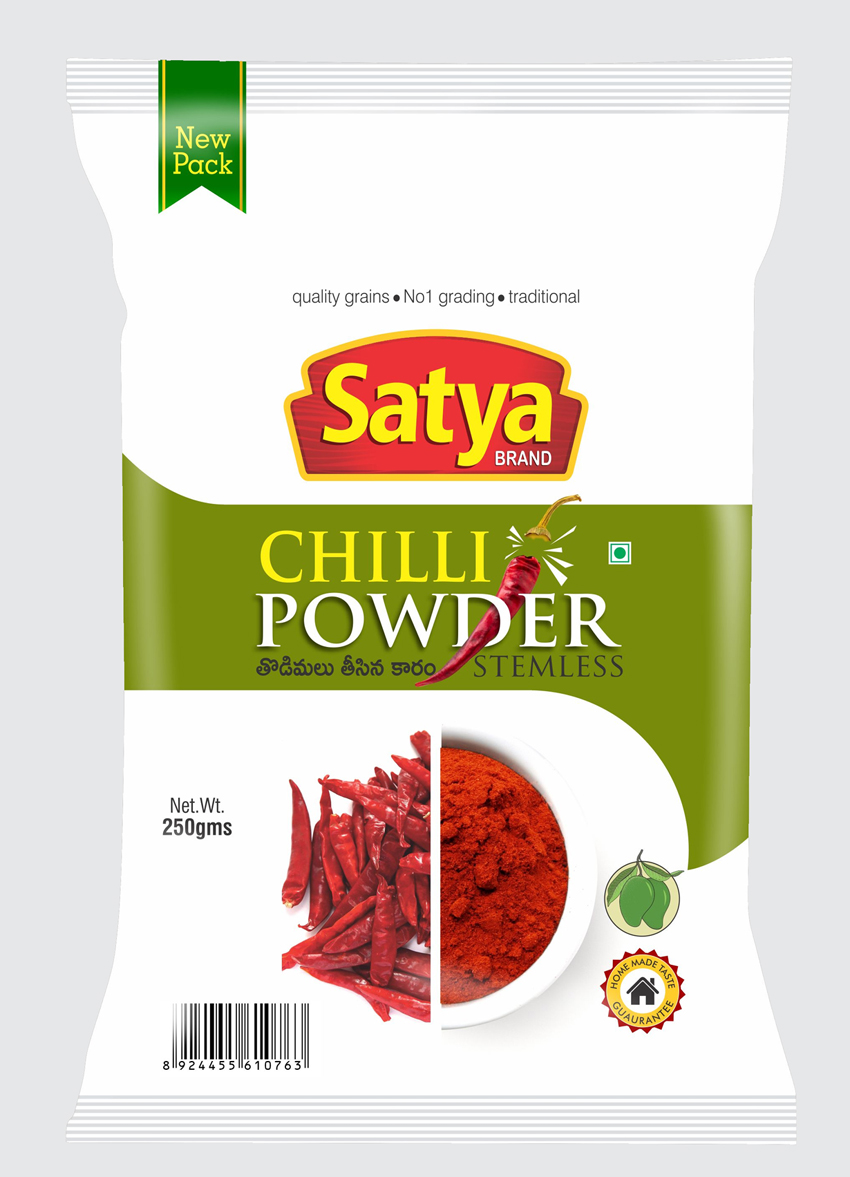 New
Pack
quality grains • No1 grading • traditional
Satya
BRAND
CHILLI
POWDER
తొడిమలు తీసిన కారం
STEMLESS
Net.Wt.
250gms
HOME MADE TASTE
GUAURANTEE
8 924455 610763